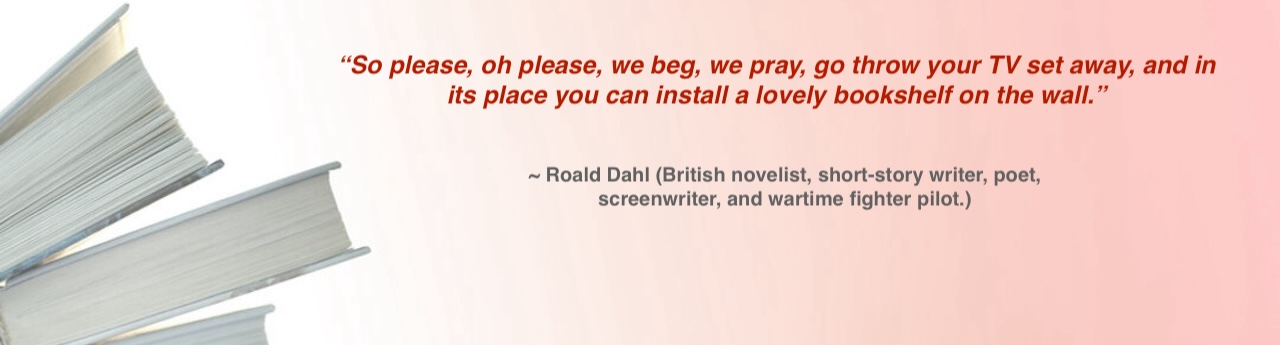 “So please, oh please, we beg, we pray, go throw your TV set away, and in
its place you can install a lovely bookshelf on the wall.”
~ Roald Dahl (British novelist, short-story writer, poet,
screenwriter, and wartime fighter pilot.)